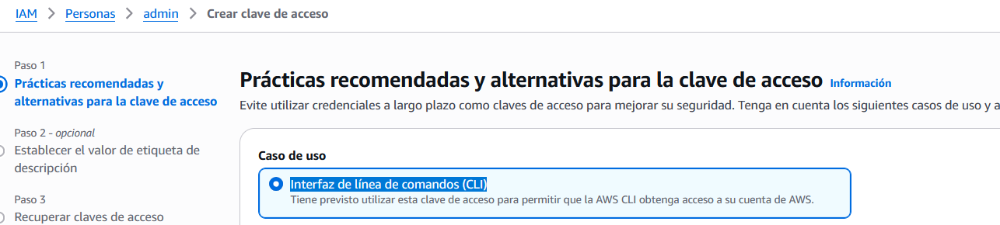 IAM > Personas > admin > Crear clave de acceso
Paso 1
Prácticas recomendadas y
alternativas para la clave de acceso
Paso 2 - opcional
Establecer el valor de etiqueta de
descripción
Paso 3
Recuperar claves de acceso
Prácticas recomendadas y alternativas para la clave de acceso Información
Evite utilizar credenciales a largo plazo como claves de acceso para mejorar su seguridad. Tenga en cuenta los siguientes casos de uso y a
Caso de uso
Interfaz de línea de comandos (CLI)
Tiene previsto utilizar esta clave de acceso para permitir que la AWS CLI obtenga acceso a su cuenta de AWS.